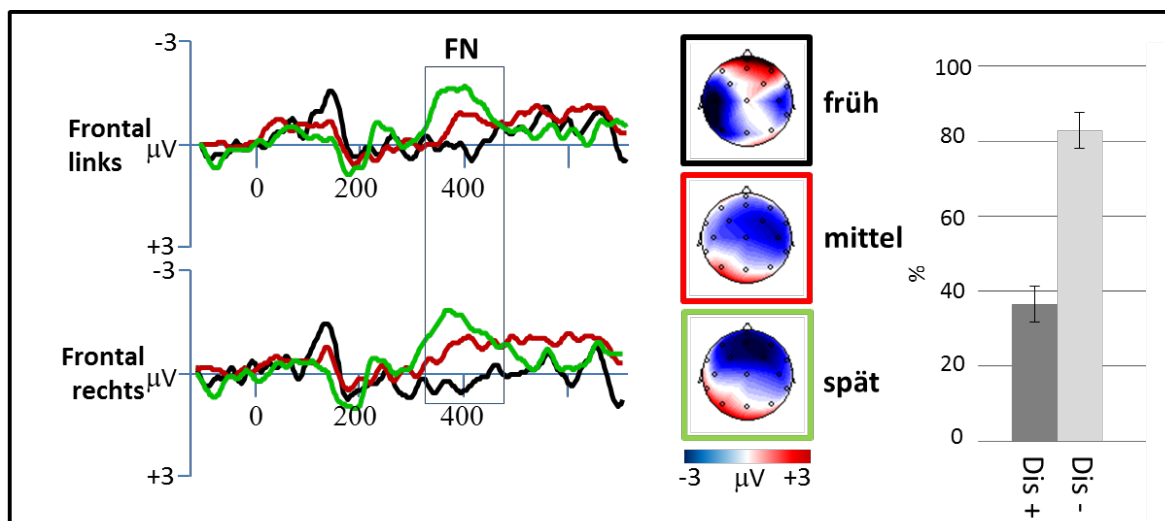 -3
FN
Frontal
links
μV
0
200
400
+3
-3
Frontal
rechts
μV
0
200
400
+3
früh
mittel
spät
-3
μV
+3
100
80
60
%
40
20
0
Dis +
Dis -